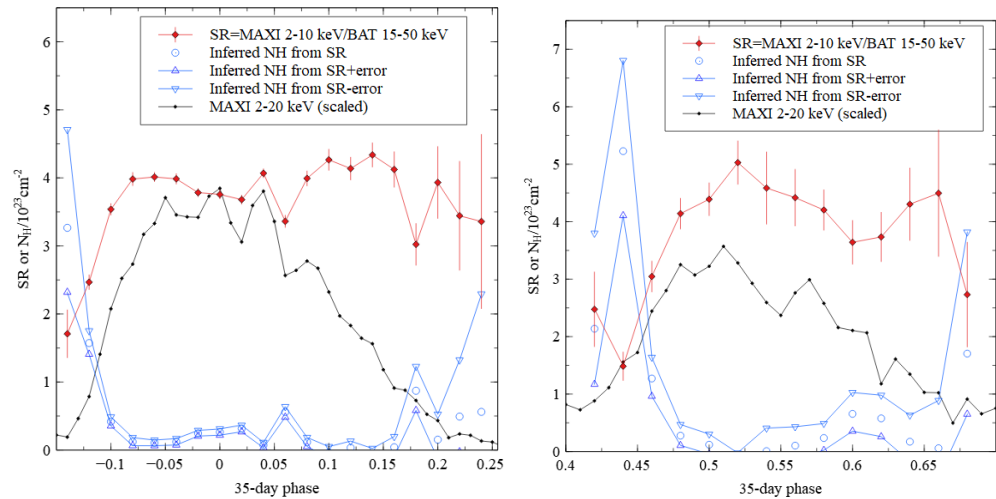 SR=MAXI 2-10 keV/BAT 15-50 keV
Inferred NH from SR
Inferred NH from SR+error
Inferred NH from SR-error
MAXI 2-20 keV (scaled)
SR or N_H/10^23 cm^-2
6
5
4
3
2
1
0
−0.1 −0.05 0 0.05 0.1 0.15 0.2 0.25
35-day phase
SR=MAXI 2-10 keV/BAT 15-50 keV
Inferred NH from SR
Inferred NH from SR+error
Inferred NH from SR-error
MAXI 2-20 keV (scaled)
SR or N_H/10^23 cm^-2
7
6
5
4
3
2
1
0
0.4 0.45 0.5 0.55 0.6 0.65
35-day phase